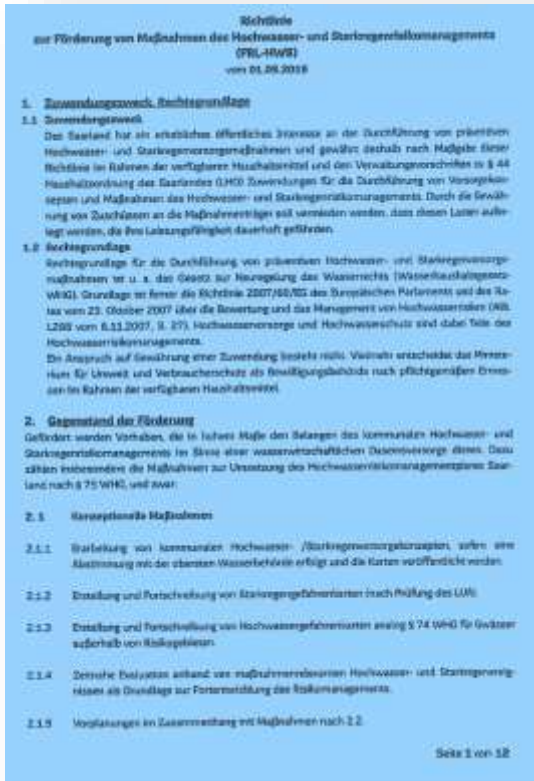 Richtlinie
zur Förderung von Maßnahmen des Hochwasser- und Starkregenrisikomanagements
(FRL-HWS)
vom 01.09.2018
1. Zuwendungszweck, Rechtsgrundlage
1.1 Zuwendungszweck
Das Saarland hat ein erhebliches öffentliches Interesse an der Durchführung von präventiven
Hochwasser- und Starkregenvorsorgemaßnahmen und gewährt deshalb nach Maßgabe dieser
Richtlinie im Rahmen der verfügbaren Haushaltsmittel und den Verwaltungsvorschriften zu § 44
Haushaltsordnung des Saarlandes (LHO) Zuwendungen für die Durchführung von Vorsorgekon-
zepten und Maßnahmen des Hochwasser- und Starkregenrisikomanagements. Durch die Gewäh-
rung von Zuschüssen an die Maßnahmenträger soll vermieden werden, dass diesen Lasten aufer-
legt werden, die ihre Leistungsfähigkeit dauerhaft gefährden.
1.2 Rechtsgrundlage
Rechtsgrundlage für die Durchführung von präventiven Hochwasser- und Starkregenvorsorge-
maßnahmen ist u. a. das Gesetz zur Neuregelung des Wasserrechts (Wasserhaushaltsgesetz-
WHG). Grundlage ist ferner die Richtlinie 2007/60/EG des Europäischen Parlaments und des Ra-
tes vom 23. Oktober 2007 über die Bewertung und das Management von Hochwasserrisiken (ABl.
L288 vom 6.11.2007, S. 27). Hochwasservorsorge und Hochwasserschutz sind dabei Teile des
Hochwasserrisikomanagements.
Ein Anspruch auf Gewährung einer Zuwendung besteht nicht. Vielmehr entscheidet das Ministe-
rium für Umwelt und Verbraucherschutz als Bewilligungsbehörde nach pflichtgemäßen Ermes-
sen im Rahmen der verfügbaren Haushaltsmittel.
2. Gegenstand der Förderung
Gefördert werden Vorhaben, die in hohem Maße den Belangen des kommunalen Hochwasser- und
Starkregenrisikomanagements im Sinne einer wasserwirtschaftlichen Daseinsvorsorge dienen. Dazu
zählen insbesondere die Maßnahmen zur Umsetzung des Hochwasserrisikomanagementplanes Saar-
land nach § 75 WHG, und zwar:
2. 1 Konzeptionelle Maßnahmen
2.1.1 Erarbeitung von kommunalen Hochwasser- /Starkregenvorsorgekonzepten, sofern eine
Abstimmung mit der obersten Wasserbehörde erfolgt und die Karten veröffentlicht werden.
2.1.2 Erstellung und Fortschreibung von Starkregengefahrenkarten (nach Prüfung des LUA).
2.1.3 Erstellung und Fortschreibung von Hochwassergefahrenkarten analog § 74 WHG für Gewässer
außerhalb von Risikogebieten.
2.1.4 Zeitnahe Evaluation anhand von maßnahmenrelevanten Hochwasser- und Starkregenereig-
nissen als Grundlage zur Fortentwicklung des Risikomanagements.
2.1.5 Vorplanungen im Zusammenhang mit Maßnahmen nach 2.2.
Seite 1 von 12